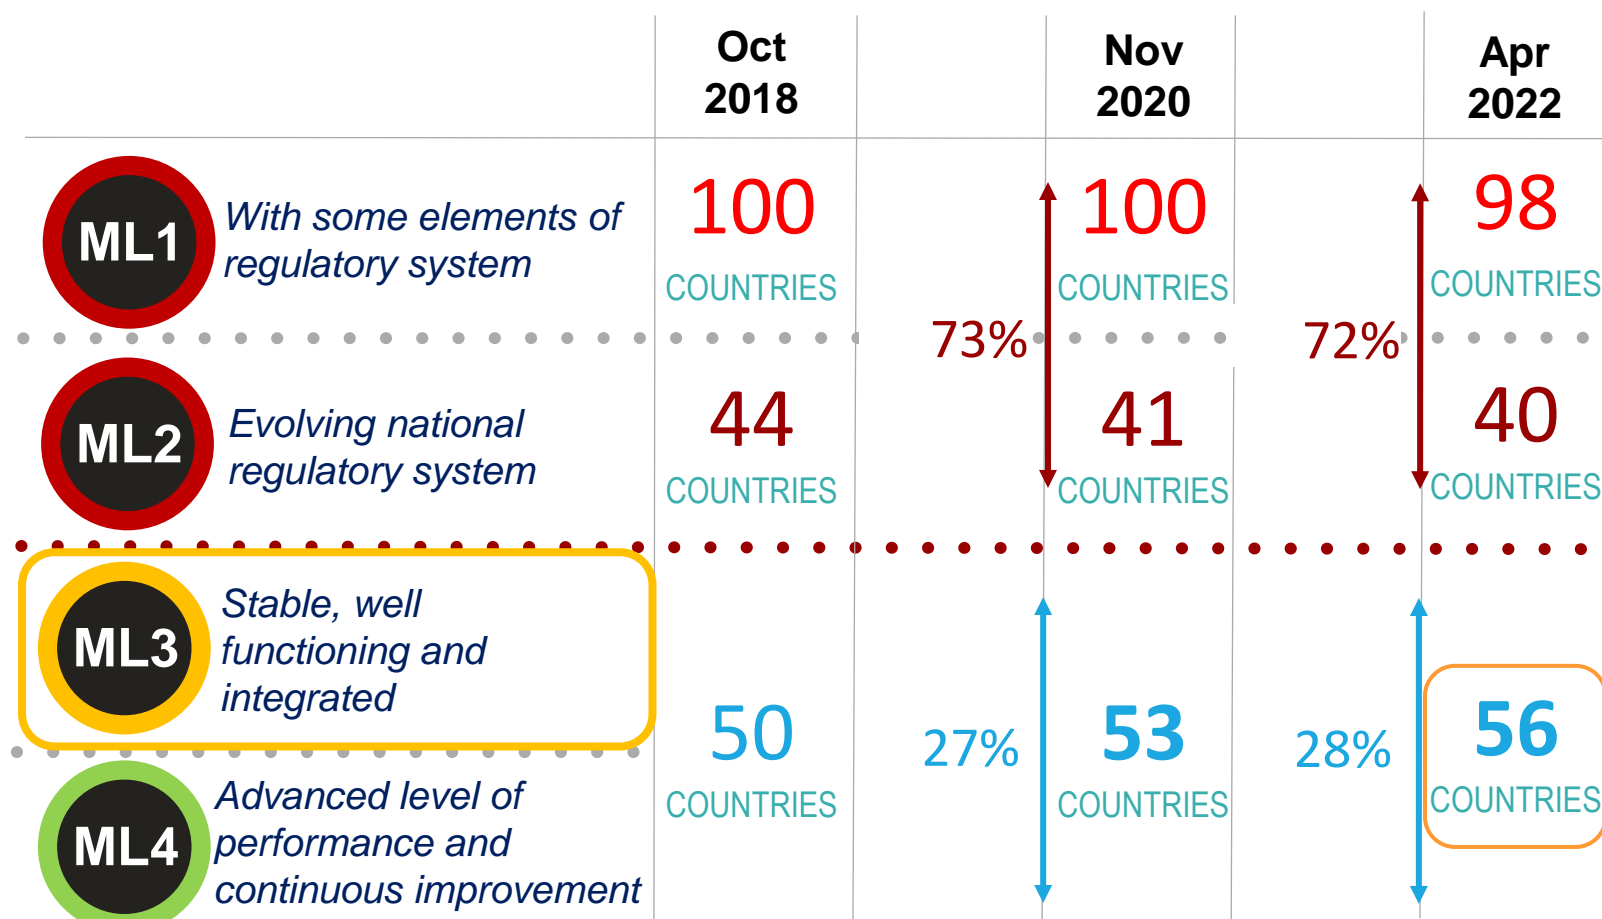 Oct
2018
Nov
2020
Apr
2022
ML1
With some elements of
regulatory system
100
COUNTRIES
73%
100
COUNTRIES
72%
98
COUNTRIES
ML2
Evolving national
regulatory system
44
COUNTRIES
41
COUNTRIES
40
COUNTRIES
ML3
Stable, well
functioning and
integrated
50
COUNTRIES
27%
53
COUNTRIES
28%
56
COUNTRIES
ML4
Advanced level of
performance and
continuous improvement